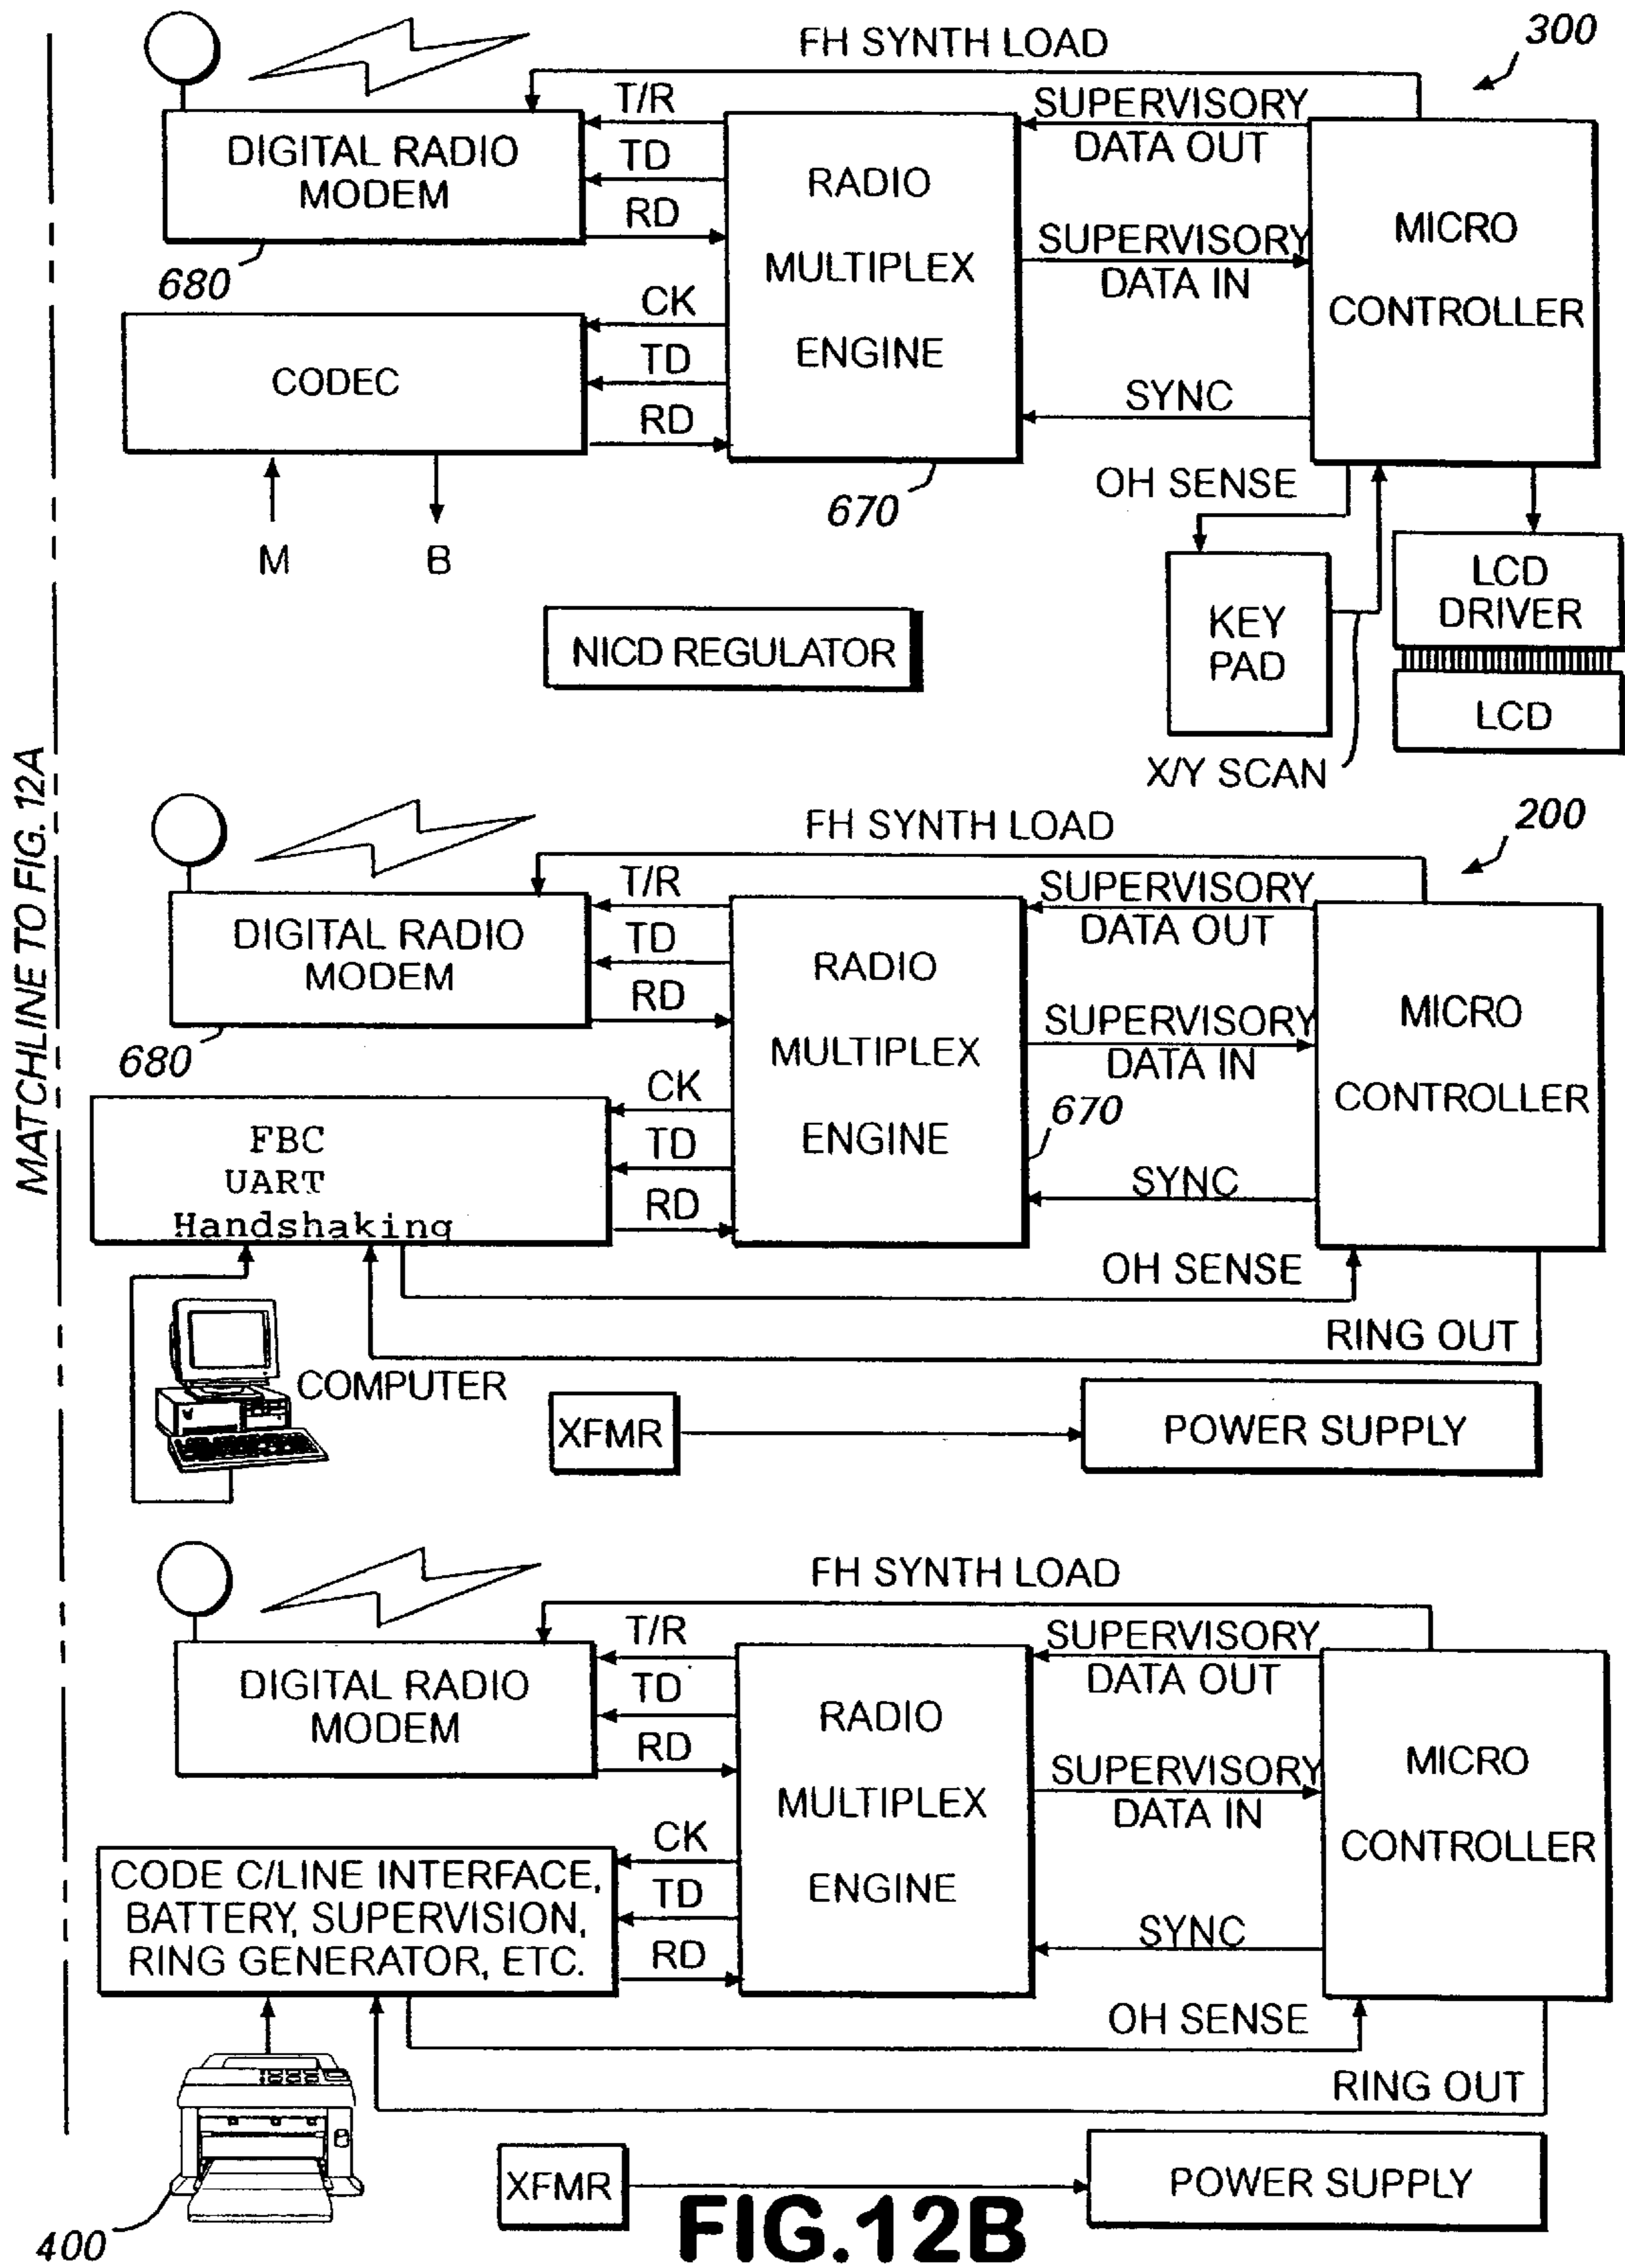 FH SYNTH LOAD
300
DIGITAL RADIO
MODEM
680
T/R
TD
RD
RADIO
MULTIPLEX
ENGINE
670
SUPERVISORY
DATA OUT
SUPERVISORY
DATA IN
SYNC
MICRO
CONTROLLER
CODEC
CK
TD
RD
M
B
OH SENSE
KEY
PAD
X/Y SCAN
LCD
DRIVER
LCD
NICD REGULATOR
MATCHLINE TO FIG. 12A
FH SYNTH LOAD
200
DIGITAL RADIO
MODEM
680
T/R
TD
RD
RADIO
MULTIPLEX
ENGINE
670
SUPERVISORY
DATA OUT
SUPERVISORY
DATA IN
SYNC
MICRO
CONTROLLER
FBC
UART
Handshaking
CK
TD
RD
OH SENSE
RING OUT
COMPUTER
XFMR
POWER SUPPLY
FH SYNTH LOAD
DIGITAL RADIO
MODEM
T/R
TD
RD
RADIO
MULTIPLEX
ENGINE
SUPERVISORY
DATA OUT
SUPERVISORY
DATA IN
SYNC
MICRO
CONTROLLER
CODE C/LINE INTERFACE,
BATTERY, SUPERVISION,
RING GENERATOR, ETC.
CK
TD
RD
OH SENSE
RING OUT
400
XFMR
POWER SUPPLY
FIG.12B